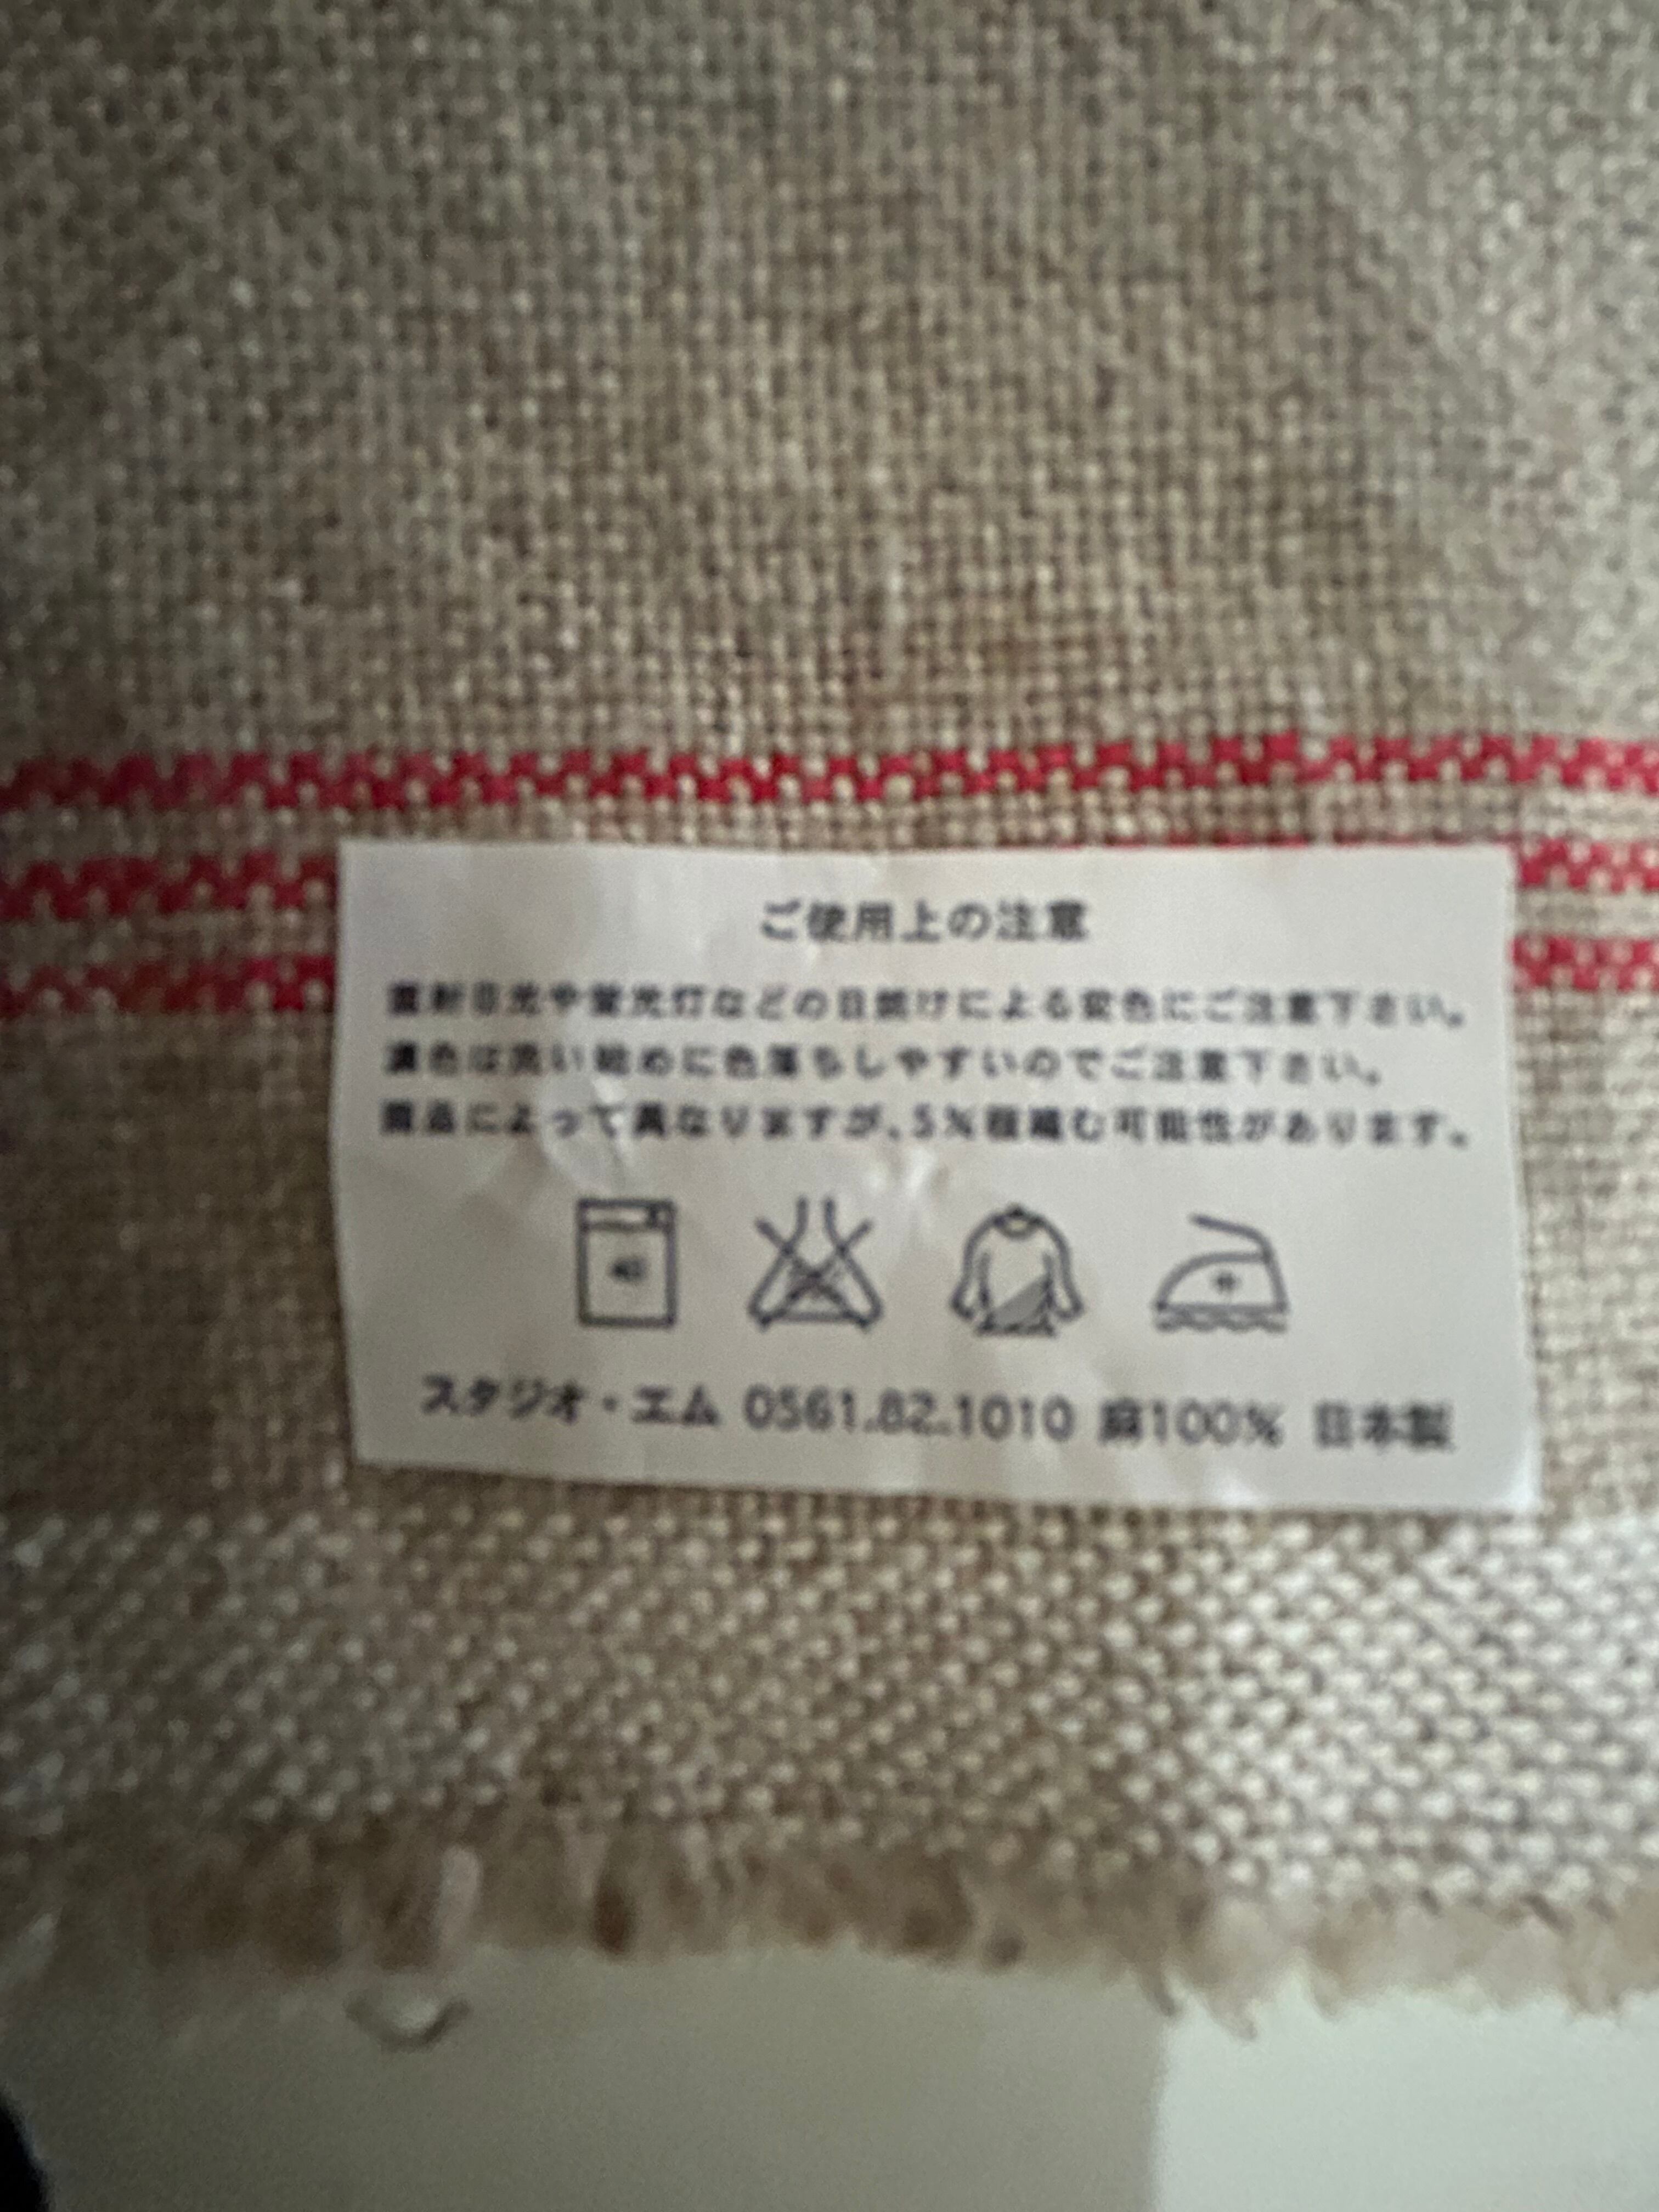 ご使用上の注意
直射日光や蛍光灯などの日焼けによる変色にご注意下さい。
濃色は洗い始めに色落ちしやすいのでご注意下さい。
商品によって異なりますが、5%程縮む可能性があります。
40 中
スタジオ・エム 0561.82.1010 麻100% 日本製